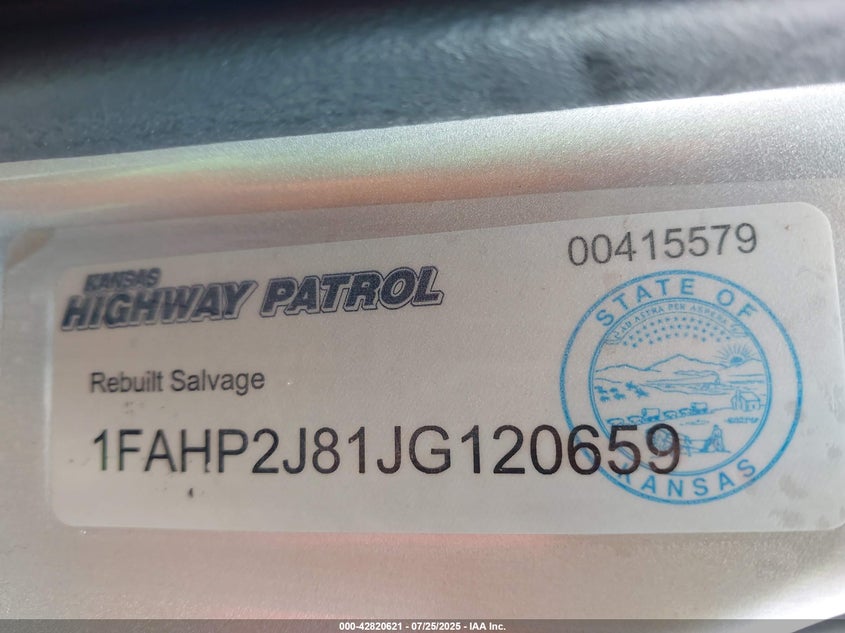 00415579
KANSAS
HIGHWAY PATROL
STATE OF
AD ASTRA PER ASPERA
Rebuilt Salvage
1FAHP2J81JG120659
KANSAS
000-42820621 - 07/25/2025 - IAA Inc.